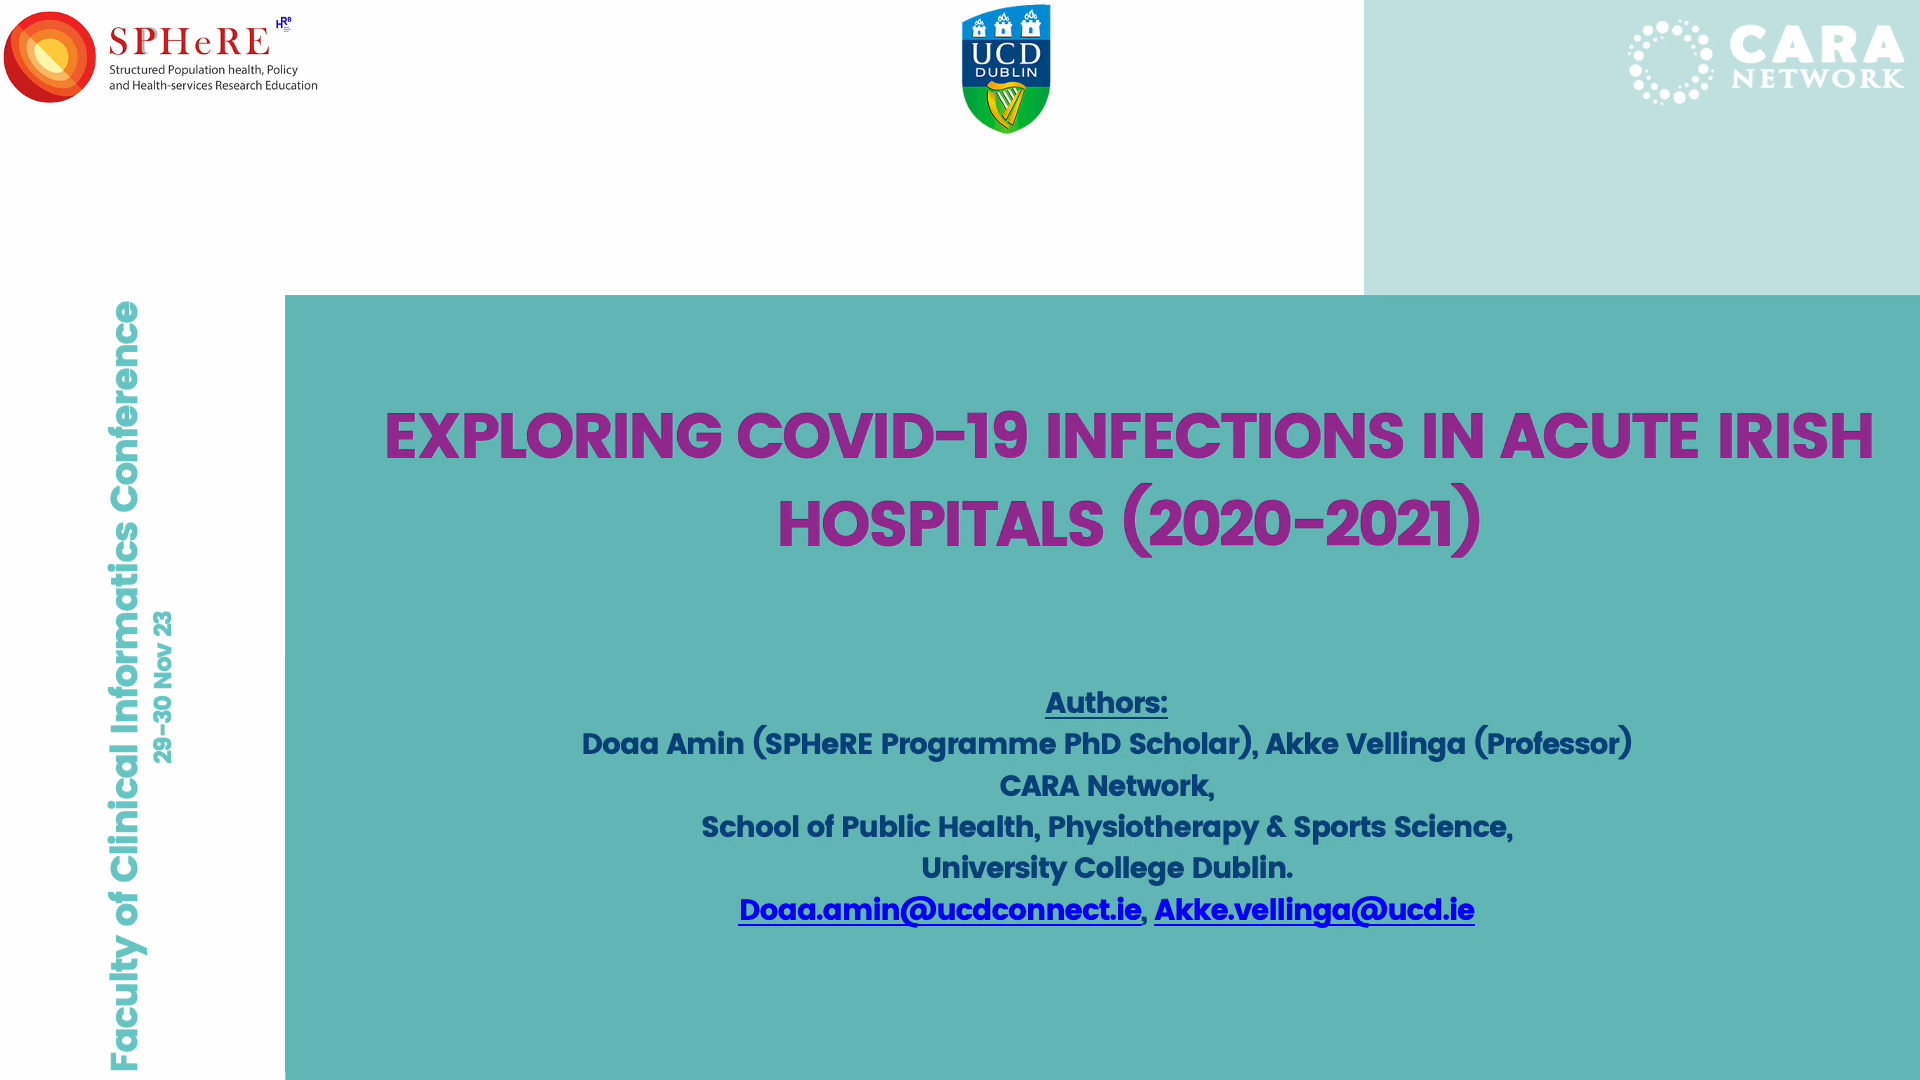 SPHeRE
HRB
Structured Population health, Policy
and Health-services Research Education
UCD
DUBLIN
CARA
NETWORK
Faculty of Clinical Informatics Conference
29-30 Nov 23
EXPLORING COVID-19 INFECTIONS IN ACUTE IRISH
HOSPITALS (2020-2021)
Authors:
Doaa Amin (SPHeRE Programme PhD Scholar), Akke Vellinga (Professor)
CARA Network,
School of Public Health, Physiotherapy & Sports Science,
University College Dublin.
Doaa.amin@ucdconnect.ie, Akke.vellinga@ucd.ie